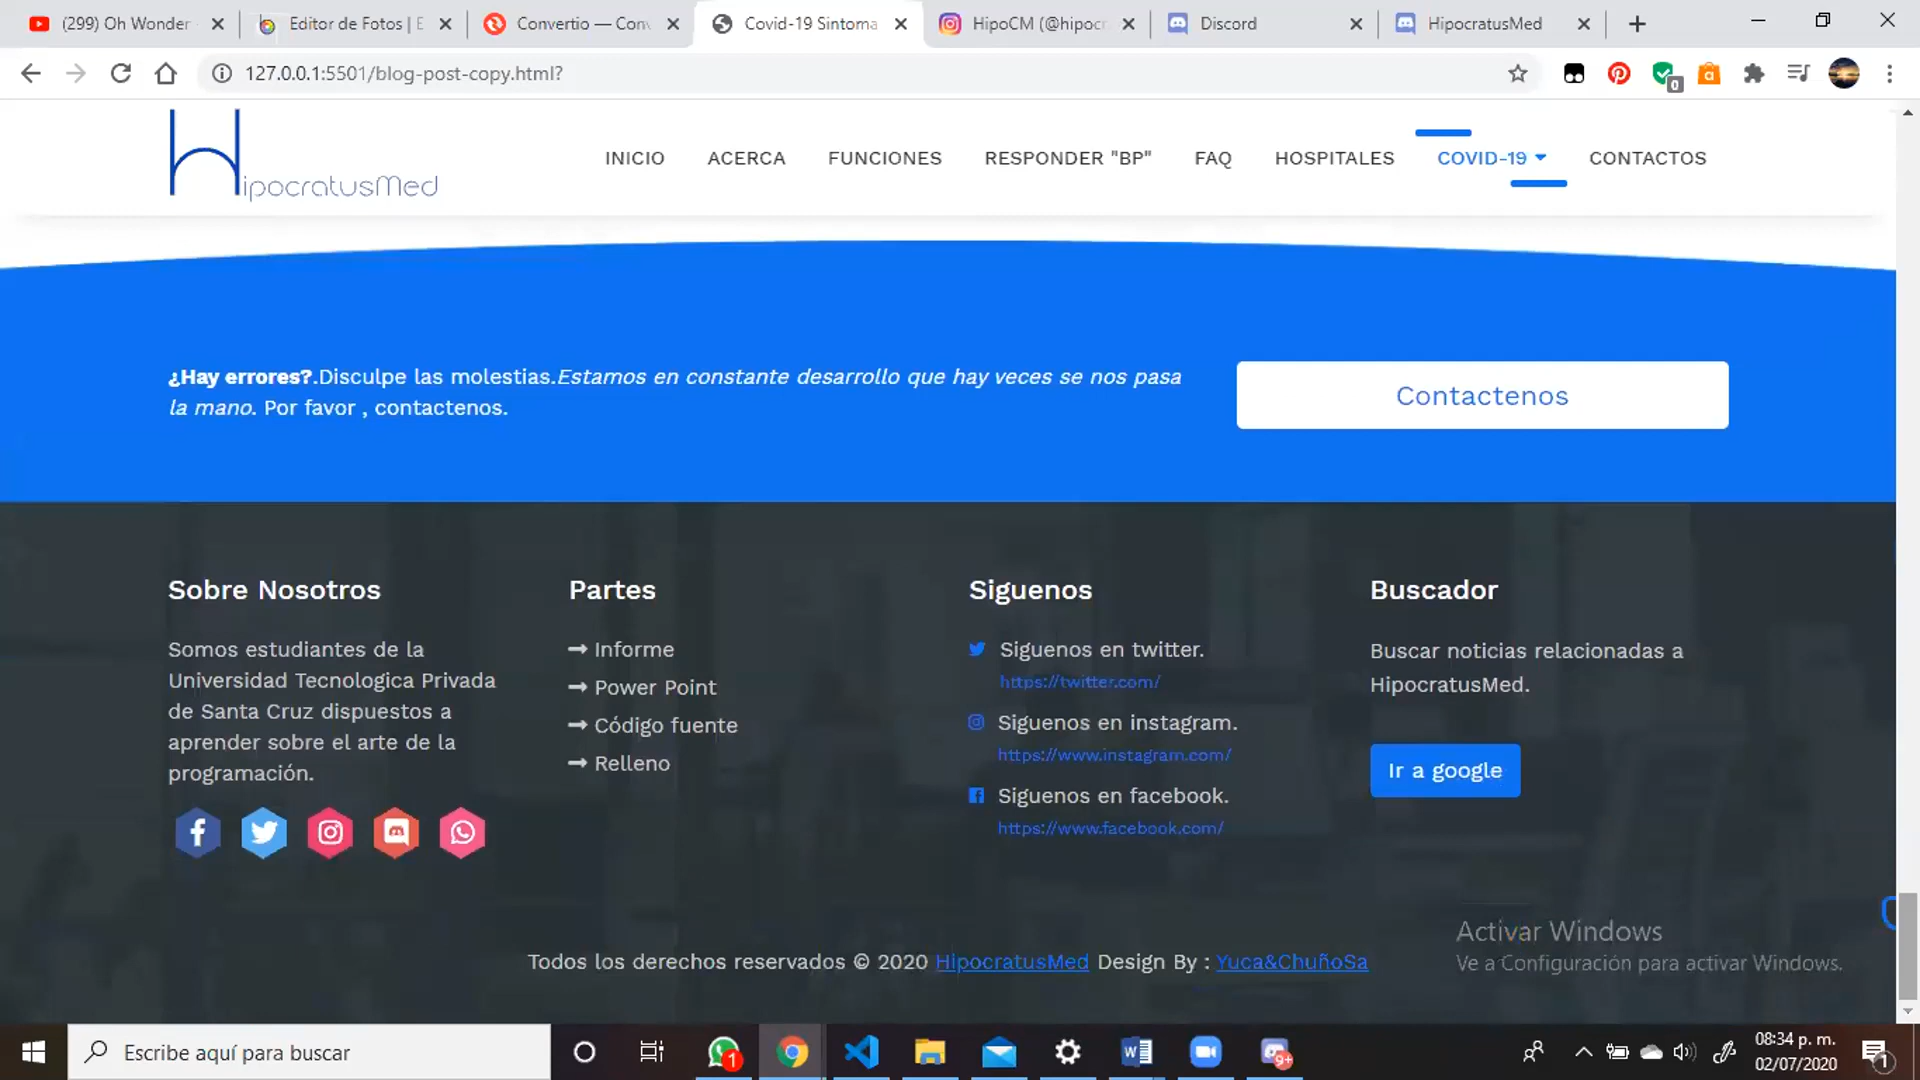 (299) Oh Wonder
Editor de Fotos | E
Convertio — Con
Covid-19 Sintoma
HipoCM (@hipoc
Discord
HipocratusMed
127.0.0.1:5501/blog-post-copy.html?
0
HipocratusMed
INICIO
ACERCA
FUNCIONES
RESPONDER "BP"
FAQ
HOSPITALES
COVID-19
CONTACTOS
¿Hay errores?.Disculpe las molestias.Estamos en constante desarrollo que hay veces se nos pasa
la mano. Por favor , contactenos.
Contactenos
Sobre Nosotros
Somos estudiantes de la
Universidad Tecnologica Privada
de Santa Cruz dispuestos a
aprender sobre el arte de la
programación.
Partes
Informe
Power Point
Código fuente
Relleno
Siguenos
Siguenos en twitter.
https://twitter.com/
Siguenos en instagram.
https://www.instagram.com/
Siguenos en facebook.
https://www.facebook.com/
Buscador
Buscar noticias relacionadas a
HipocratusMed.
Ir a google
Activar Windows
Ve a Configuración para activar Windows.
Todos los derechos reservados © 2020 HipocratusMed Design By : Yuca&ChuñoSa
Escribe aquí para buscar
1
9+
08:34 p. m.
02/07/2020
1